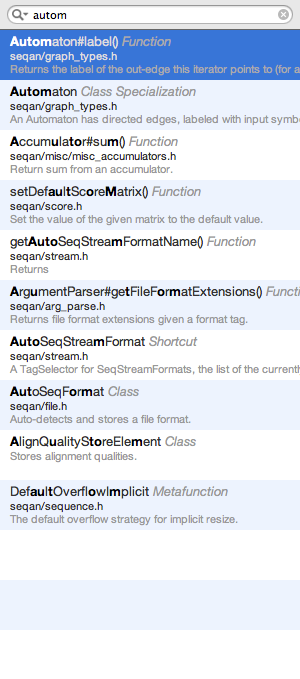 autom
Automaton#label() Function
seqan/graph_types.h
Returns the label of the out-edge this iterator points to (for a
Automaton Class Specialization
seqan/graph_types.h
An Automaton has directed edges, labeled with input symb
Accumulator#sum() Function
seqan/misc/misc_accumulators.h
Return sum from an accumulator.
setDefaultScoreMatrix() Function
seqan/score.h
Set the value of the given matrix to the default value.
getAutoSeqStreamFormatName() Function
seqan/stream.h
Returns
ArgumentParser#getFileFormatExtensions() Functi
seqan/arg_parse.h
Returns file format extensions given a format tag.
AutoSeqStreamFormat Shortcut
seqan/stream.h
A TagSelector for SeqStreamFormats, the list of the current
AutoSeqFormat Class
seqan/file.h
Auto-detects and stores a file format.
AlignQualityStoreElement Class
Stores alignment qualities.
DefaultOverflowImplicit Metafunction
seqan/sequence.h
The default overflow strategy for implicit resize.